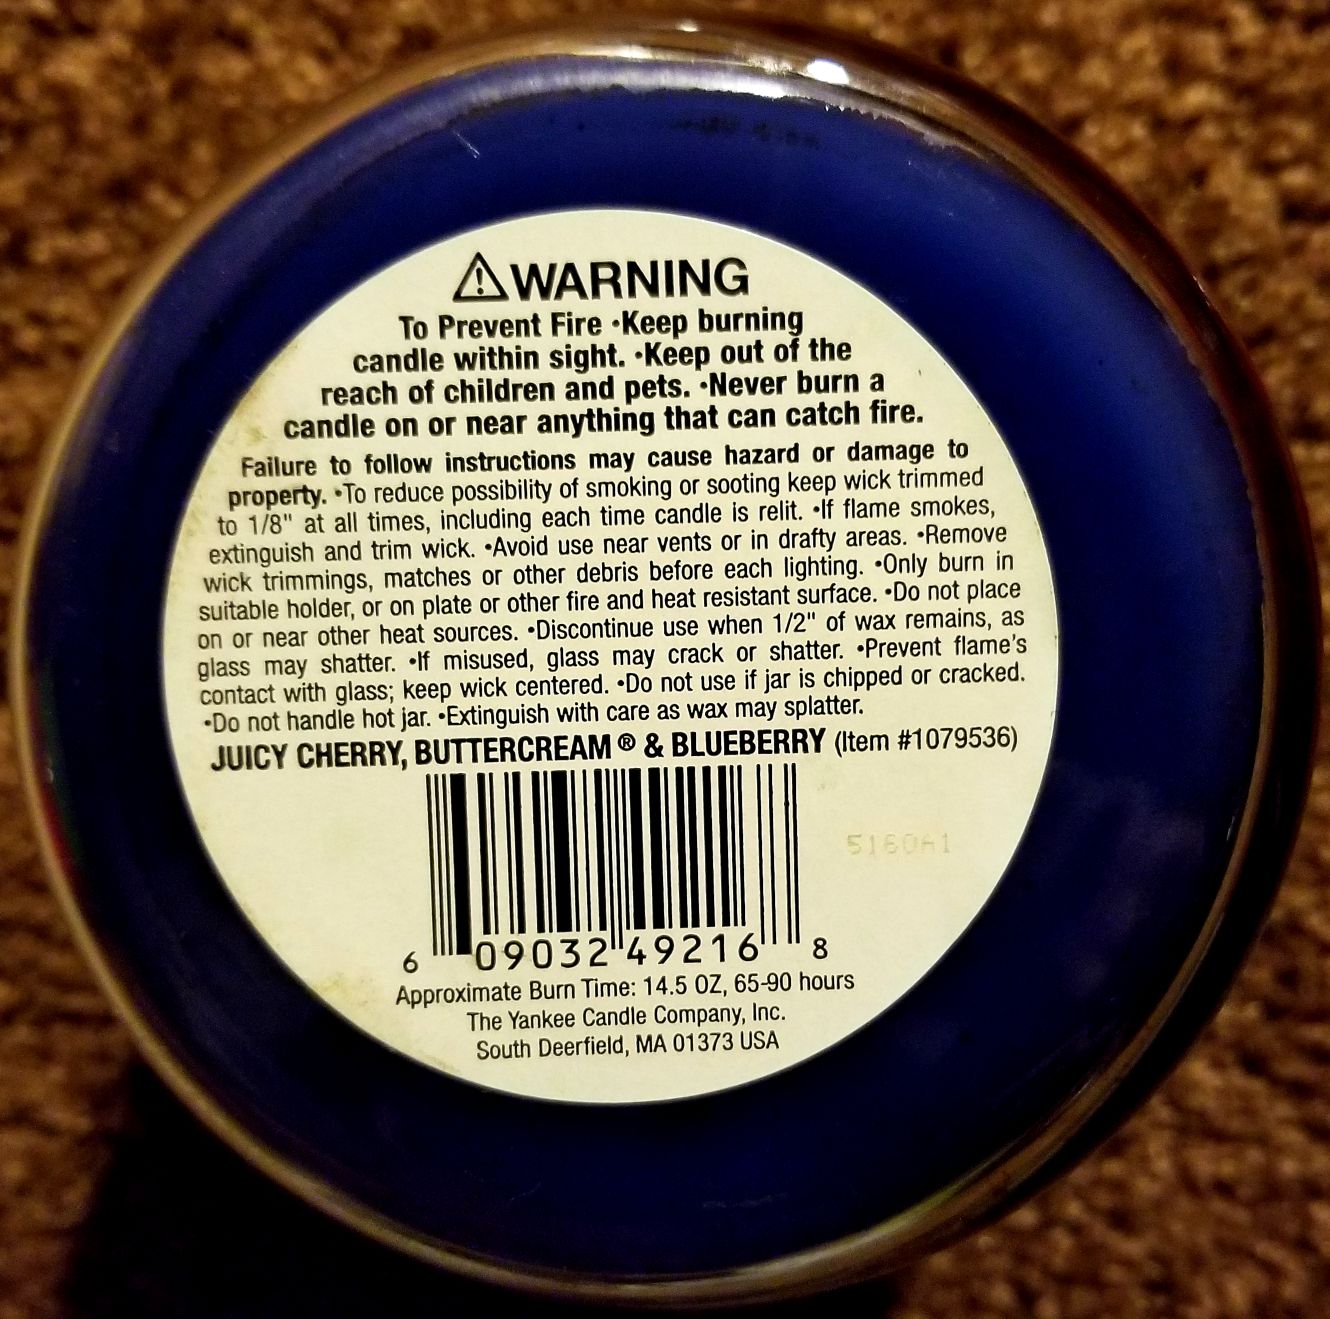 ⚠WARNING
To Prevent Fire •Keep burning
candle within sight. •Keep out of the
reach of children and pets. •Never burn a
candle on or near anything that can catch fire.
Failure to follow instructions may cause hazard or damage to
property. •To reduce possibility of smoking or sooting keep wick trimmed
to 1/8" at all times, including each time candle is relit. •If flame smokes,
extinguish and trim wick. •Avoid use near vents or in drafty areas. •Remove
wick trimmings, matches or other debris before each lighting. •Only burn in
suitable holder, or on plate or other fire and heat resistant surface. •Do not place
on or near other heat sources. •Discontinue use when 1/2" of wax remains, as
glass may shatter. •If misused, glass may crack or shatter. •Prevent flame's
contact with glass; keep wick centered. •Do not use if jar is chipped or cracked.
•Do not handle hot jar. •Extinguish with care as wax may splatter.
JUICY CHERRY, BUTTERCREAM ® & BLUEBERRY (Item #1079536)
6 09032 49216 8
Approximate Burn Time: 14.5 OZ, 65-90 hours
The Yankee Candle Company, Inc.
South Deerfield, MA 01373 USA